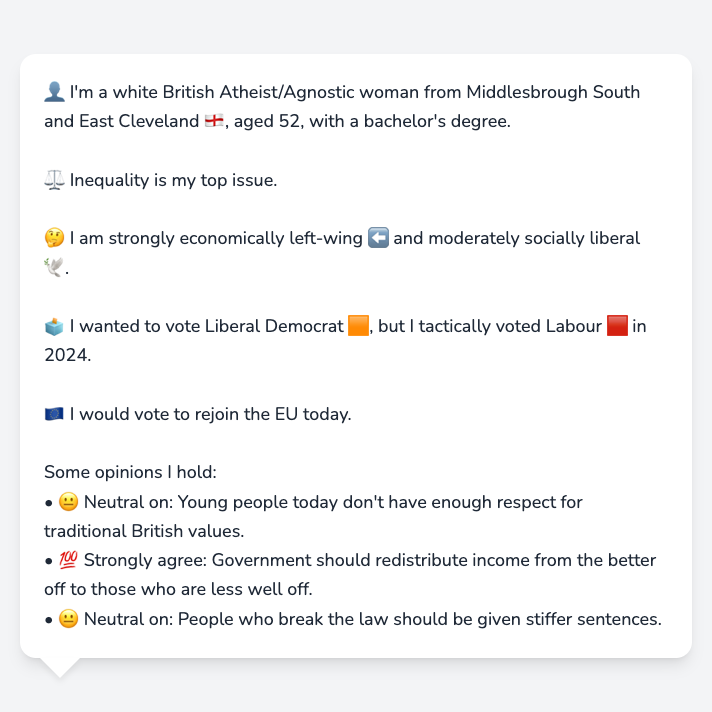 👤 I'm a white British Atheist/Agnostic woman from Middlesbrough South
and East Cleveland 🏴󠁧󠁢󠁥󠁮󠁧󠁿, aged 52, with a bachelor's degree.
⚖️ Inequality is my top issue.
🤔 I am strongly economically left-wing ⬅️ and moderately socially liberal
🕊️.
🗳️ I wanted to vote Liberal Democrat 🟧, but I tactically voted Labour 🟥 in
2024.
🇪🇺 I would vote to rejoin the EU today.
Some opinions I hold:
• 😐 Neutral on: Young people today don't have enough respect for
traditional British values.
• 💯 Strongly agree: Government should redistribute income from the better
off to those who are less well off.
• 😐 Neutral on: People who break the law should be given stiffer sentences.